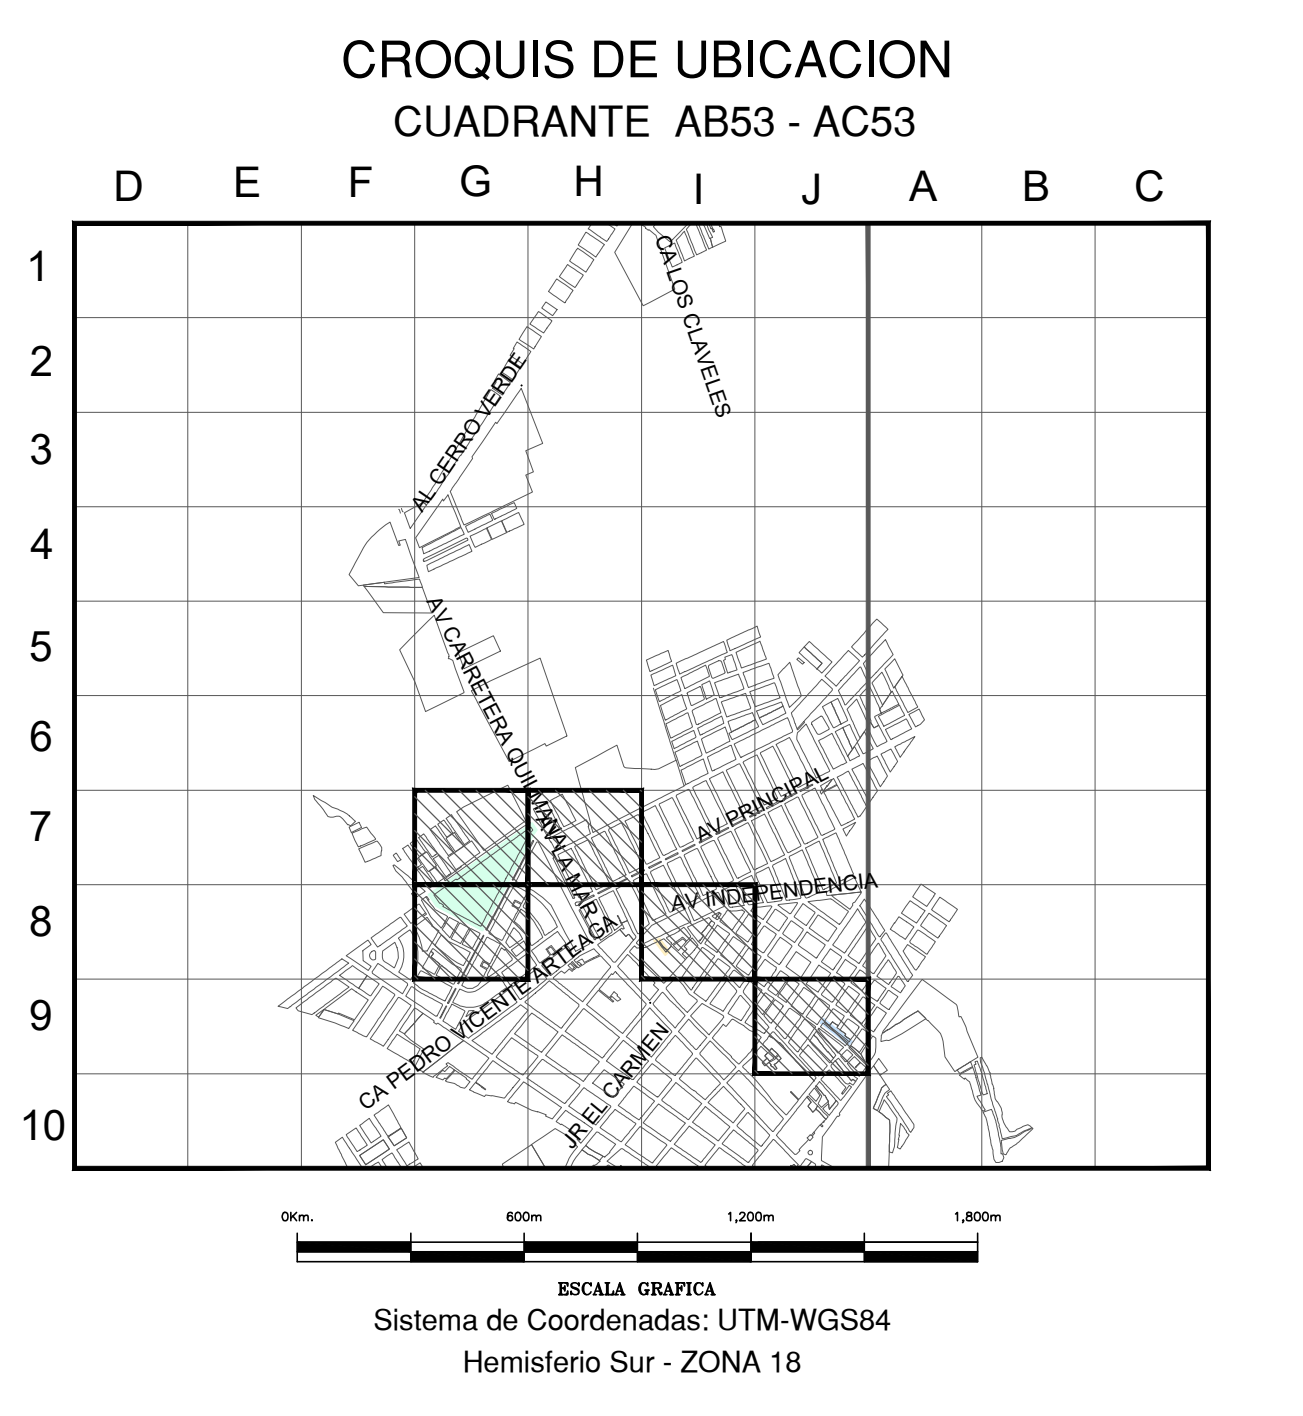 CROQUIS DE UBICACION
CUADRANTE AB53 - AC53
D E F G H I J A B C
1
CA LOS CLAVELES
2
AL CERRO VERDE
3
4
5
AV CARRETERA QUILMANA
6
7
AV PRINCIPAL
AV LA MAR
8
AV INDEPENDENCIA
CA PEDRO VICENTE ARTEAGA
9
JR EL CARMEN
10
0Km. 600m 1,200m 1,800m
ESCALA GRAFICA
Sistema de Coordenadas: UTM-WGS84
Hemisferio Sur - ZONA 18